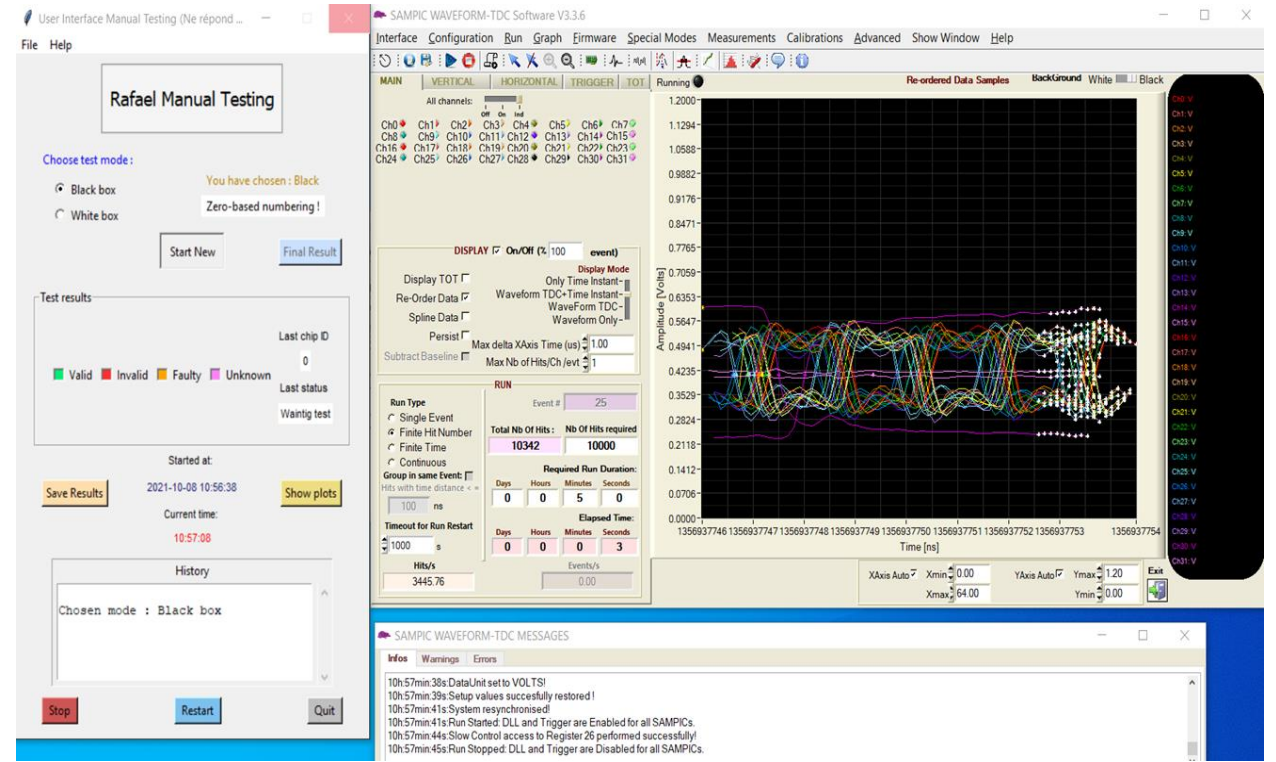 User Interface Manual Testing (Ne répond ...
File Help
Rafael Manual Testing
Choose test mode :
Black box
White box
You have chosen : Black
Zero-based numbering !
Start New
Final Result
Test results
Valid Invalid Faulty Unknown
Last chip ID
0
Last status
Waintig test
Started at:
2021-10-08 10:56:38
Save Results
Show plots
Current time:
10:57:08
History
Chosen mode : Black box
Stop Restart Quit
SAMPIC WAVEFORM-TDC Software V3.3.6
Interface Configuration Run Graph Firmware Special Modes Measurements Calibrations Advanced Show Window Help
MAIN VERTICAL HORIZONTAL TRIGGER TOT
All channels:
Off On Ind
Ch0 Ch1 Ch2 Ch3 Ch4 Ch5 Ch6 Ch7
Ch8 Ch9 Ch10 Ch11 Ch12 Ch13 Ch14 Ch15
Ch16 Ch17 Ch18 Ch19 Ch20 Ch21 Ch22 Ch23
Ch24 Ch25 Ch26 Ch27 Ch28 Ch29 Ch30 Ch31
DISPLAY On/Off (% 100 event)
Display Mode
Display TOT
Only Time Instant-
Re-Order Data
Waveform TDC+Time Instant-
WaveForm TDC-
Spline Data
Waveform Only-
Persist
Max delta XAxis Time (us) 1.00
Subtract Baseline
Max Nb of Hits/Ch /evt 1
RUN
Run Type
Single Event
Finite Hit Number
Finite Time
Continuous
Event # 25
Total Nb Of Hits : Nb Of Hits required
10342 10000
Group in same Event:
Hits with time distance < =
100 ns
Required Run Duration:
Days Hours Minutes Seconds
0 0 5 0
Timeout for Run Restart
1000 s
Elapsed Time:
Days Hours Minutes Seconds
0 0 0 3
Hits/s Events/s
3445.76 0.00
Running
Re-ordered Data Samples
BackGround White Black
Amplitude [Volts]
1.2000
1.1294
1.0588
0.9882
0.9176
0.8471
0.7765
0.7059
0.6353
0.5647
0.4941
0.4235
0.3529
0.2824
0.2118
0.1412
0.0706
0.0000
1356937746 1356937747 1356937748 1356937749 1356937750 1356937751 1356937752 1356937753 1356937754
Time [ns]
Ch0: V
Ch1: V
Ch2: V
Ch3: V
Ch4: V
Ch5: V
Ch6: V
Ch7: V
Ch8: V
Ch9: V
Ch10: V
Ch11: V
Ch12: V
Ch13: V
Ch14: V
Ch15: V
Ch16: V
Ch17: V
Ch18: V
Ch19: V
Ch20: V
Ch21: V
Ch22: V
Ch23: V
Ch24: V
Ch25: V
Ch26: V
Ch27: V
Ch28: V
Ch29: V
Ch30: V
Ch31: V
XAxis Auto Xmin 0.00 YAxis Auto Ymax 1.20 Exit
Xmax 64.00 Ymin 0.00
SAMPIC WAVEFORM-TDC MESSAGES
Infos Warnings Errors
10h:57min:38s:DataUnit set to VOLTS!
10h:57min:39s:Setup values succesfully restored !
10h:57min:41s:System resynchronised!
10h:57min:41s:Run Started: DLL and Trigger are Enabled for all SAMPICs.
10h:57min:44s:Slow Control access to Register 26 performed successfully!
10h:57min:45s:Run Stopped: DLL and Trigger are Disabled for all SAMPICs.